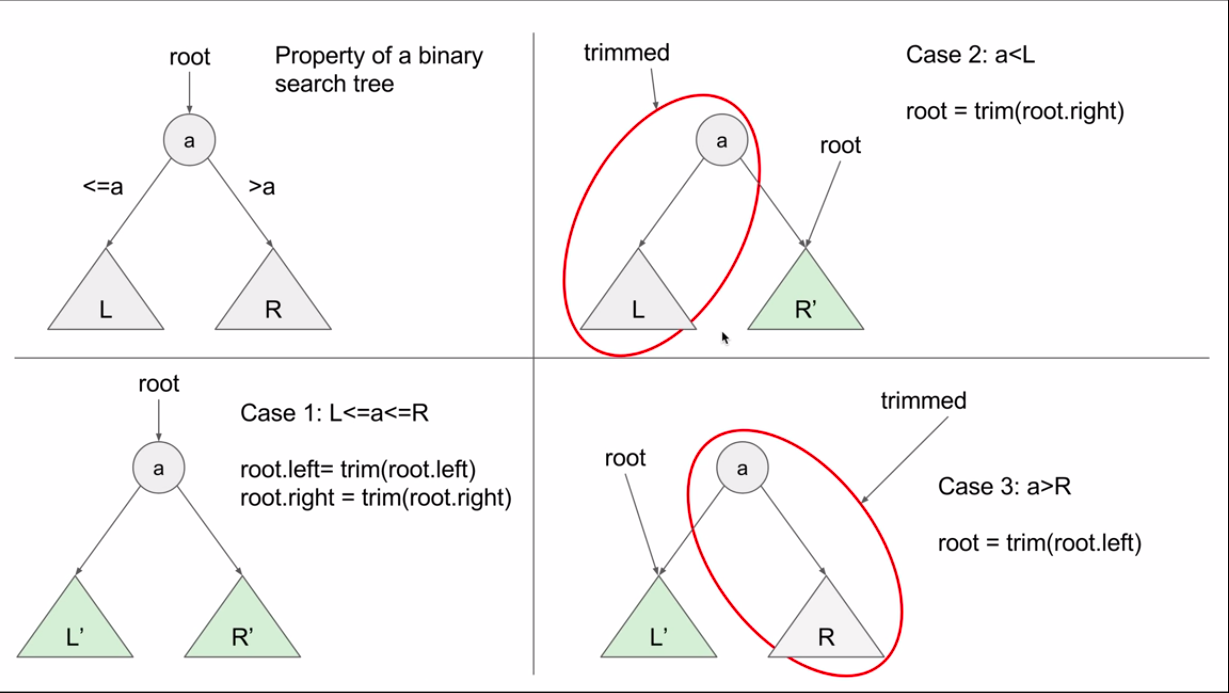 root
Property of a binary
search tree
a
<=a
>a
L
R
trimmed
Case 2: a<L
root = trim(root.right)
a
root
L
R’
root
Case 1: L<=a<=R
a
root.left= trim(root.left)
root.right = trim(root.right)
L’
R’
trimmed
root
a
Case 3: a>R
root = trim(root.left)
L’
R